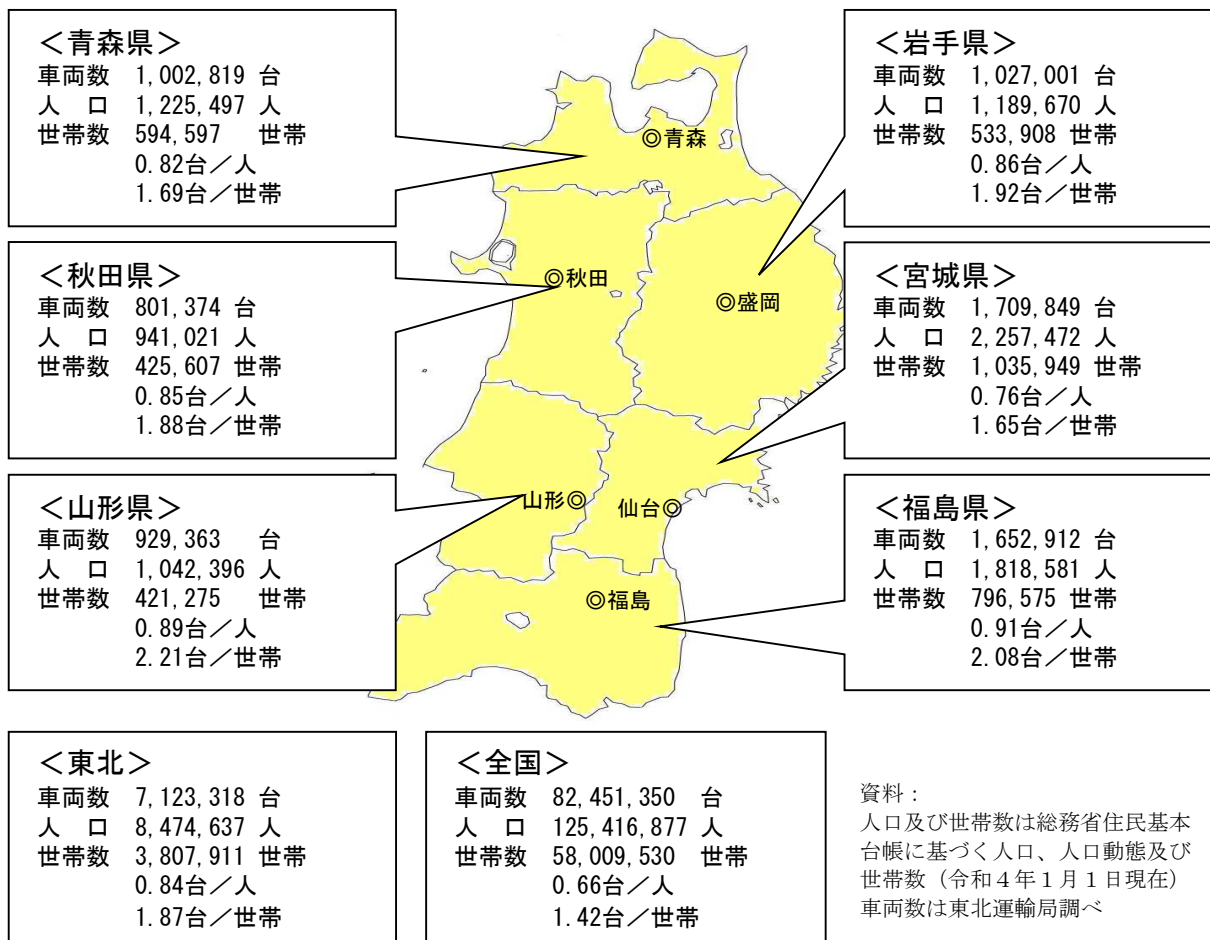 ＜青森県＞
車両数 1,002,819 台
人　口 1,225,497 人
世帯数 594,597 世帯
0.82台／人
1.69台／世帯
＜岩手県＞
車両数 1,027,001 台
人　口 1,189,670 人
世帯数 533,908 世帯
0.86台／人
1.92台／世帯
◎青森
＜秋田県＞
車両数 801,374 台
人　口 941,021 人
世帯数 425,607 世帯
0.85台／人
1.88台／世帯
◎秋田
◎盛岡
＜宮城県＞
車両数 1,709,849 台
人　口 2,257,472 人
世帯数 1,035,949 世帯
0.76台／人
1.65台／世帯
＜山形県＞
車両数 929,363 台
人　口 1,042,396 人
世帯数 421,275 世帯
0.89台／人
2.21台／世帯
山形◎
仙台◎
◎福島
＜福島県＞
車両数 1,652,912 台
人　口 1,818,581 人
世帯数 796,575 世帯
0.91台／人
2.08台／世帯
＜東北＞
車両数 7,123,318 台
人　口 8,474,637 人
世帯数 3,807,911 世帯
0.84台／人
1.87台／世帯
＜全国＞
車両数 82,451,350 台
人　口 125,416,877 人
世帯数 58,009,530 世帯
0.66台／人
1.42台／世帯
資料：
人口及び世帯数は総務省住民基本
台帳に基づく人口、人口動態及び
世帯数（令和４年１月１日現在）
車両数は東北運輸局調べ